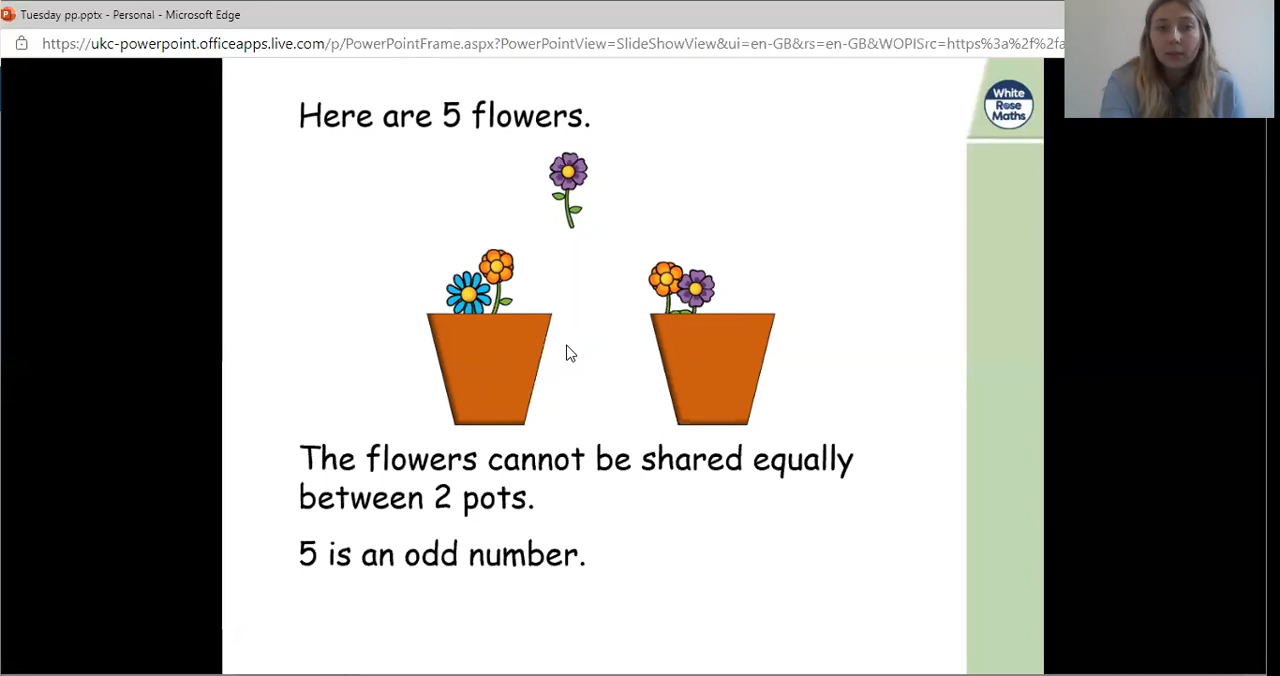 Tuesday pp.pptx - Personal - Microsoft Edge
https://ukc-powerpoint.officeapps.live.com/p/PowerPointFrame.aspx?PowerPointView=SlideShowView&ui=en-GB&rs=en-GB&WOPISrc=https%3a%2f%2fa
White
Rose
Maths
Here are 5 flowers.
The flowers cannot be shared equally
between 2 pots.
5 is an odd number.